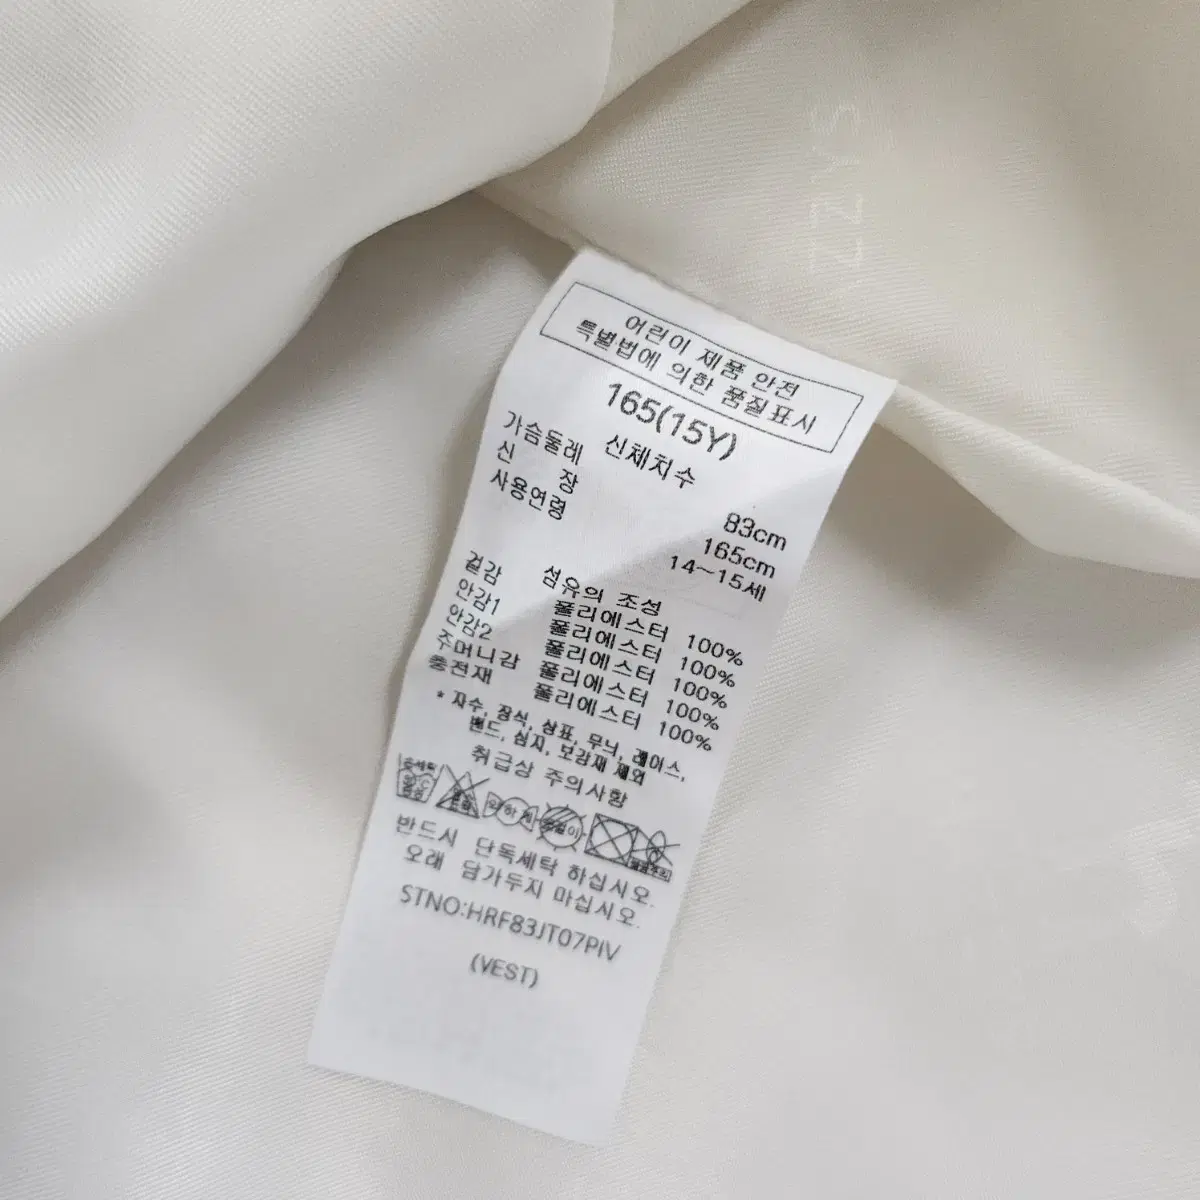 ZZYS
어린이 제품 안전
특별법에 의한 품질표시
165(15Y)
신체치수
가슴둘레 83cm
신 장 165cm
사용연령 14~15세
섬유의 조성
겉감 폴리에스터 100%
안감1 폴리에스터 100%
안감2 폴리에스터 100%
주머니감 폴리에스터 100%
충전재 폴리에스터 100%
* 자수, 장식, 상표, 무늬, 레이스,
밴드, 심지, 보강재 제외
취급상 주의사항
반드시 단독세탁 하십시오.
오래 담가두지 마십시오.
STNO:HRF83JT07PIV
(VEST)